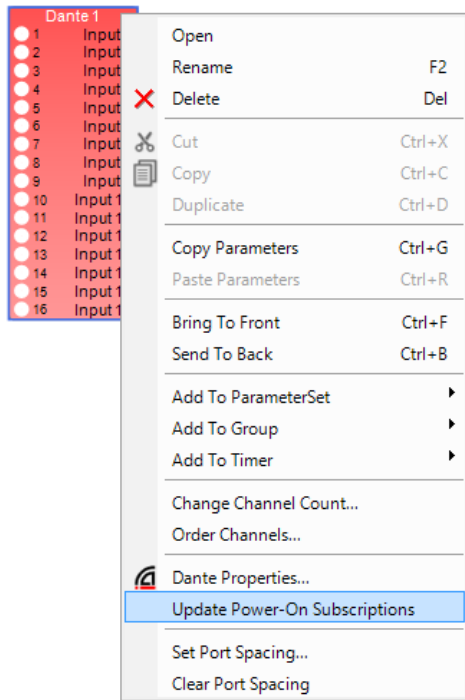 Dante 1
1 Input
2 Input
3 Input
4 Input
5 Input
6 Input
7 Input
8 Input
9 Input
10 Input 1
11 Input 1
12 Input 1
13 Input 1
14 Input 1
15 Input 1
16 Input 1
Open
Rename F2
Delete Del
Cut Ctrl+X
Copy Ctrl+C
Duplicate Ctrl+D
Copy Parameters Ctrl+G
Paste Parameters Ctrl+R
Bring To Front Ctrl+F
Send To Back Ctrl+B
Add To ParameterSet
Add To Group
Add To Timer
Change Channel Count...
Order Channels...
Dante Properties...
Update Power-On Subscriptions
Set Port Spacing...
Clear Port Spacing